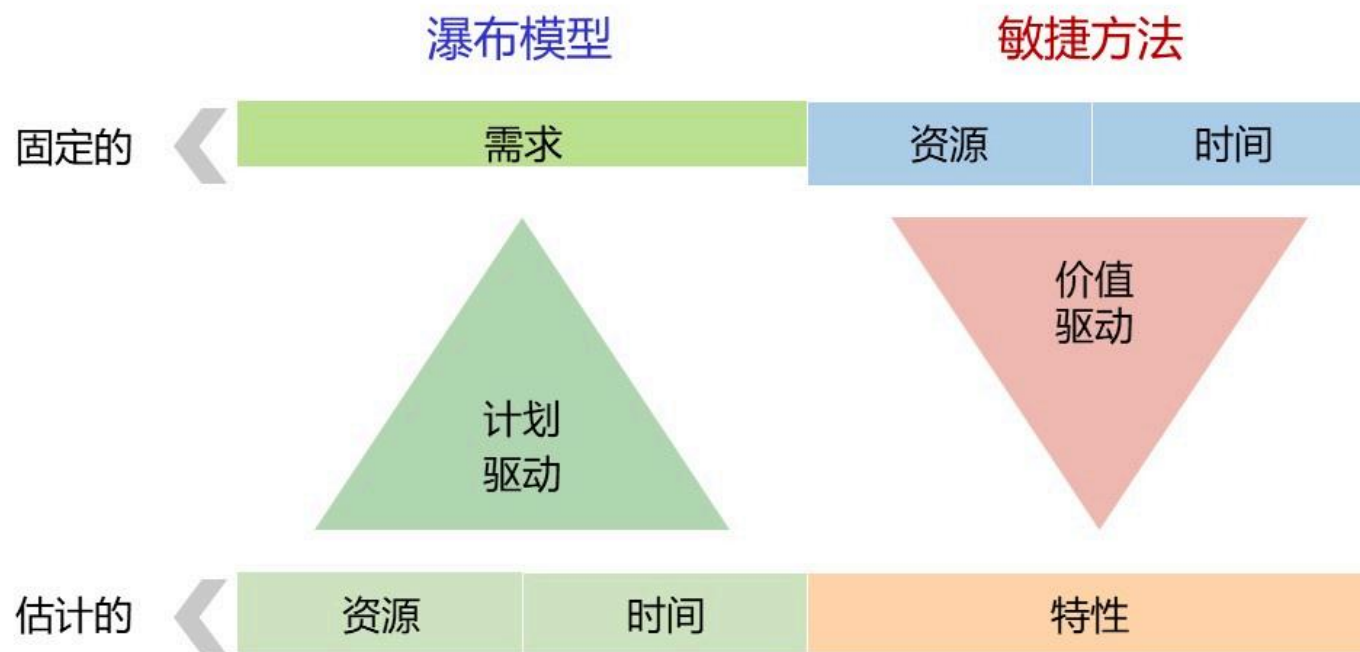 瀑布模型
敏捷方法
固定的
需求
资源
时间
价值
驱动
计划
驱动
估计的
资源
时间
特性